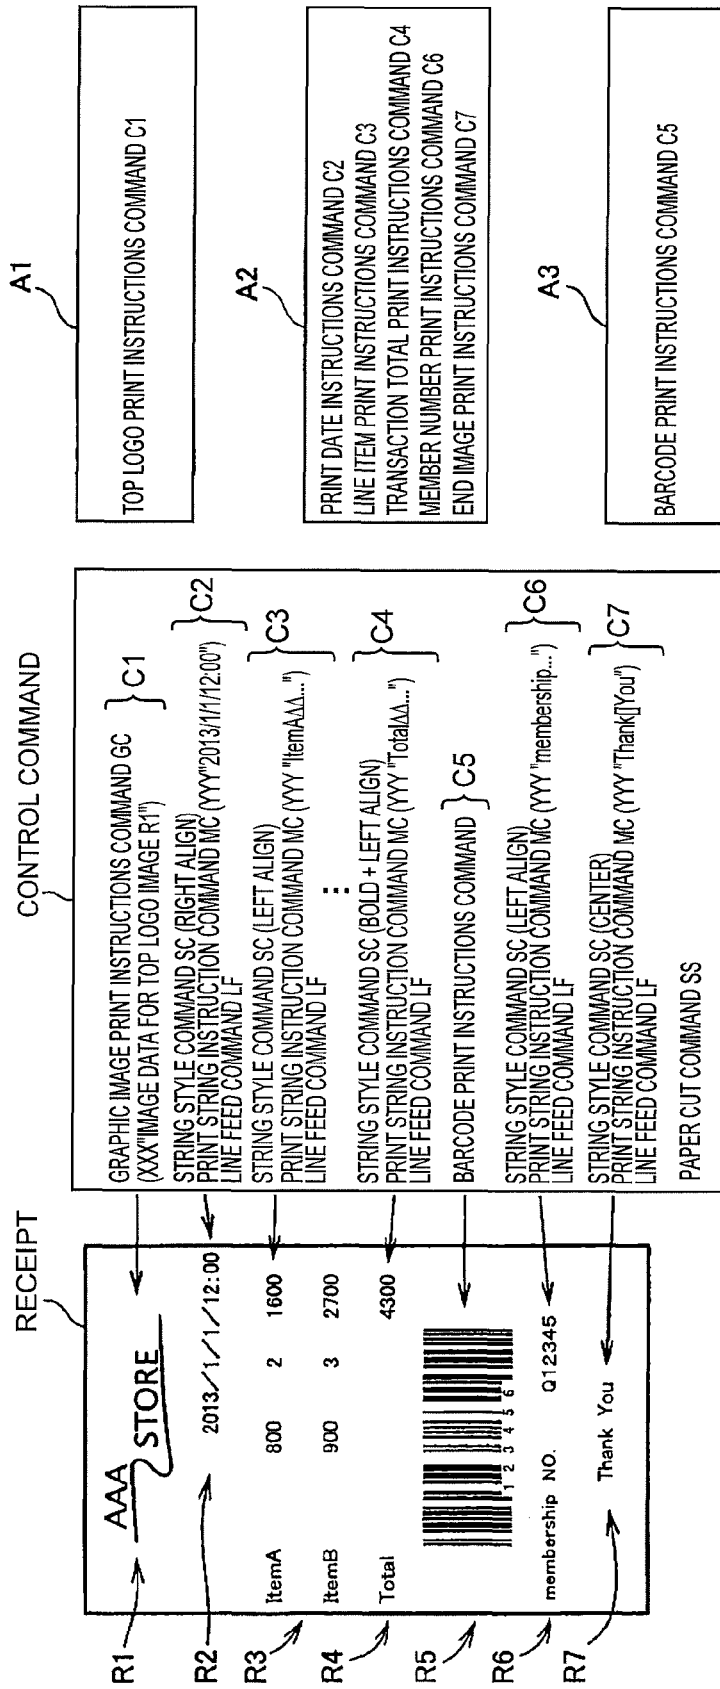 RECEIPT
R1
R2
R3
R4
R5
R6
R7
AAA
STORE
2013/1/1/12:00
ItemA 800 2 1600
ItemB 900 3 2700
Total 4300
1 2 3 4 5 6
membership NO. Q12345
Thank You
CONTROL COMMAND
GRAPHIC IMAGE PRINT INSTRUCTIONS COMMAND GC
(XXX"IMAGE DATA FOR TOP LOGO IMAGE R1")
C1
STRING STYLE COMMAND SC (RIGHT ALIGN)
PRINT STRING INSTRUCTION COMMAND MC (YYY"2013/1/1/12:00")
LINE FEED COMMAND LF
C2
STRING STYLE COMMAND SC (LEFT ALIGN)
PRINT STRING INSTRUCTION COMMAND MC (YYY "ItemAΔΔ...")
LINE FEED COMMAND LF
C3
STRING STYLE COMMAND SC (BOLD + LEFT ALIGN)
PRINT STRING INSTRUCTION COMMAND MC (YYY "TotalΔΔ...")
LINE FEED COMMAND LF
C4
BARCODE PRINT INSTRUCTIONS COMMAND
C5
STRING STYLE COMMAND SC (LEFT ALIGN)
PRINT STRING INSTRUCTION COMMAND MC (YYY "membership...")
LINE FEED COMMAND LF
C6
STRING STYLE COMMAND SC (CENTER)
PRINT STRING INSTRUCTION COMMAND MC (YYY "Thank[]You")
LINE FEED COMMAND LF
C7
PAPER CUT COMMAND SS
A1
TOP LOGO PRINT INSTRUCTIONS COMMAND C1
A2
PRINT DATE INSTRUCTIONS COMMAND C2
LINE ITEM PRINT INSTRUCTIONS COMMAND C3
TRANSACTION TOTAL PRINT INSTRUCTIONS COMMAND C4
MEMBER NUMBER PRINT INSTRUCTIONS COMMAND C6
END IMAGE PRINT INSTRUCTIONS COMMAND C7
A3
BARCODE PRINT INSTRUCTIONS COMMAND C5